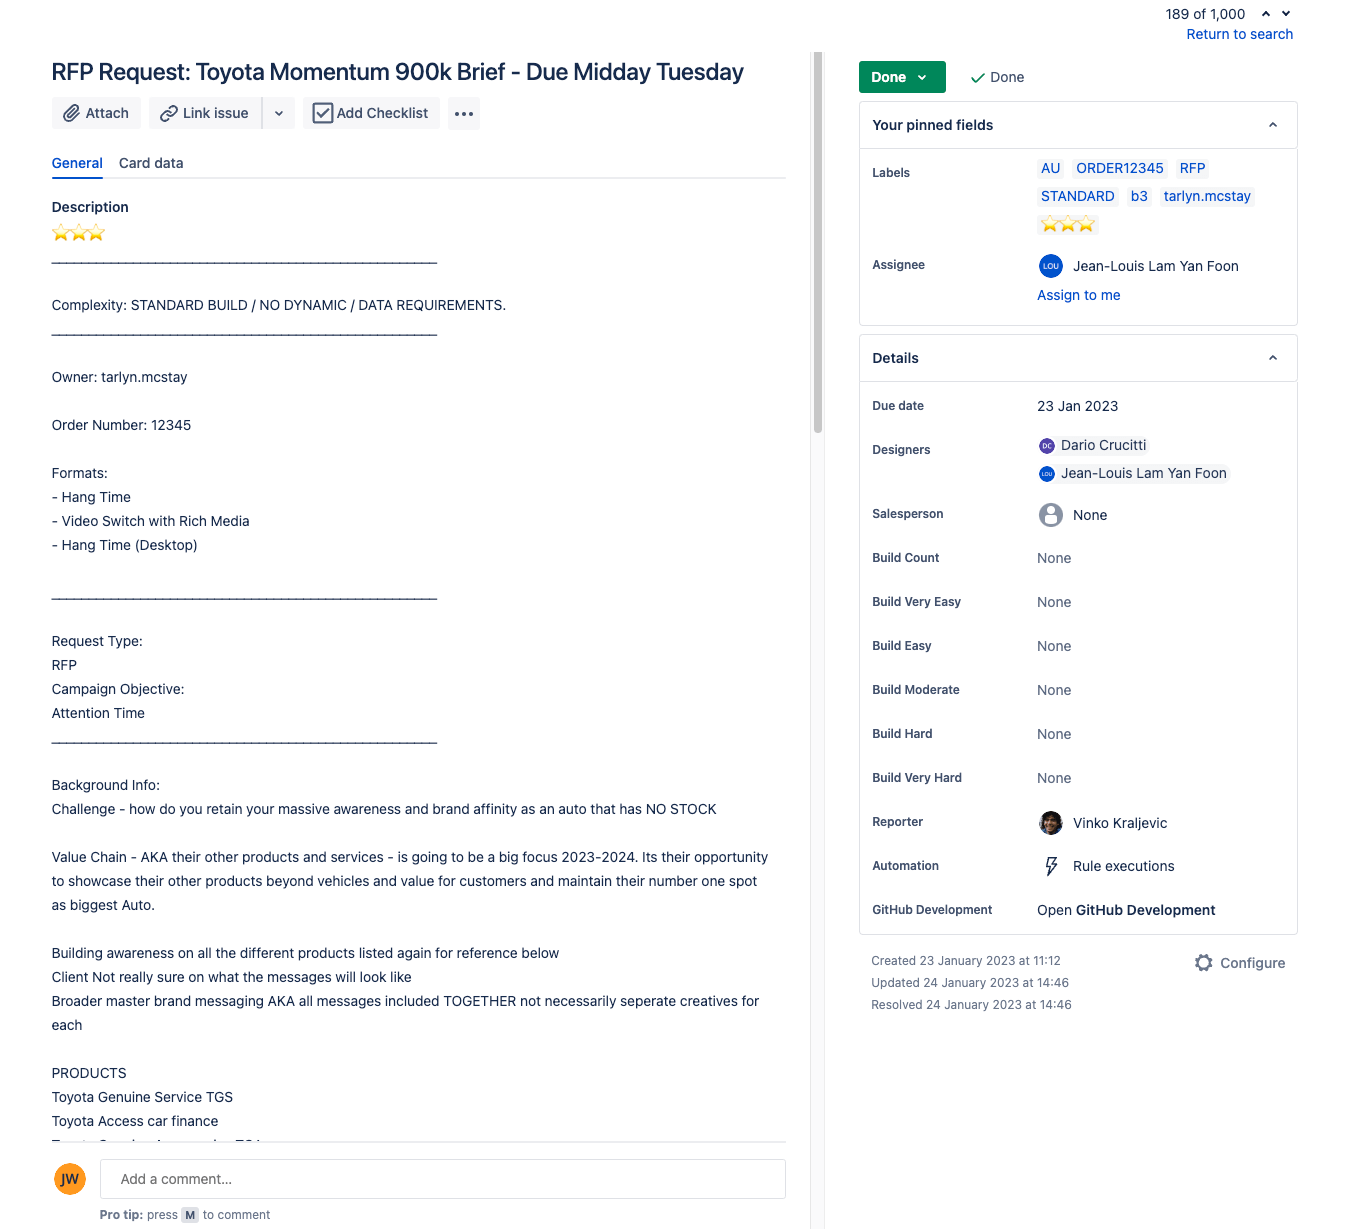 189 of 1,000
Return to search
RFP Request: Toyota Momentum 900k Brief - Due Midday Tuesday
Attach
Link issue
Add Checklist
General
Card data
Description
⭐⭐⭐
Complexity: STANDARD BUILD / NO DYNAMIC / DATA REQUIREMENTS.
Owner: tarlyn.mcstay
Order Number: 12345
Formats:
- Hang Time
- Video Switch with Rich Media
- Hang Time (Desktop)
Request Type:
RFP
Campaign Objective:
Attention Time
Background Info:
Challenge - how do you retain your massive awareness and brand affinity as an auto that has NO STOCK
Value Chain - AKA their other products and services - is going to be a big focus 2023-2024. Its their opportunity
to showcase their other products beyond vehicles and value for customers and maintain their number one spot
as biggest Auto.
Building awareness on all the different products listed again for reference below
Client Not really sure on what the messages will look like
Broader master brand messaging AKA all messages included TOGETHER not necessarily seperate creatives for
each
PRODUCTS
Toyota Genuine Service TGS
Toyota Access car finance
JW
Add a comment…
Pro tip: press M to comment
Done
Done
Your pinned fields
Labels
AU ORDER12345 RFP
STANDARD b3 tarlyn.mcstay
⭐⭐⭐
Assignee
LOU Jean-Louis Lam Yan Foon
Assign to me
Details
Due date
23 Jan 2023
Designers
DC Dario Crucitti
LOU Jean-Louis Lam Yan Foon
Salesperson
None
Build Count
None
Build Very Easy
None
Build Easy
None
Build Moderate
None
Build Hard
None
Build Very Hard
None
Reporter
Vinko Kraljevic
Automation
Rule executions
GitHub Development
Open GitHub Development
Created 23 January 2023 at 11:12
Updated 24 January 2023 at 14:46
Resolved 24 January 2023 at 14:46
Configure